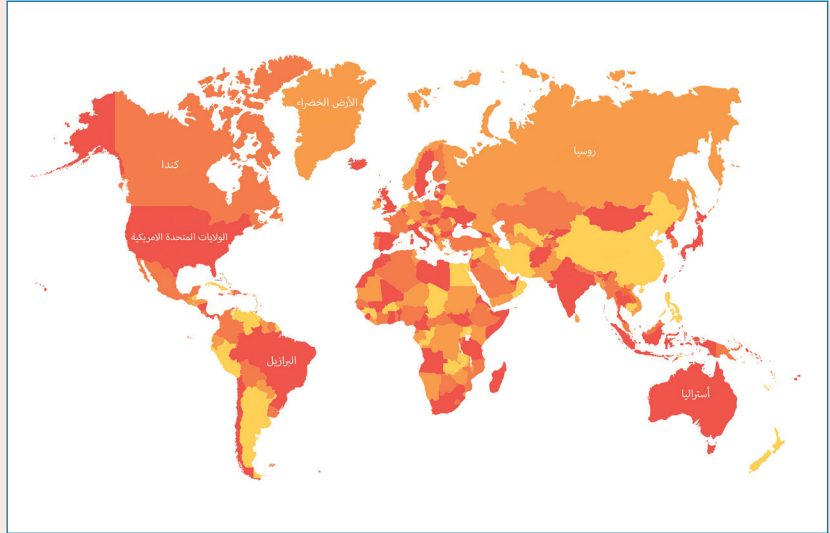 الأرض الخضراء
روسيا
كندا
الولايات المتحدة الامريكية
البرازيل
أستراليا